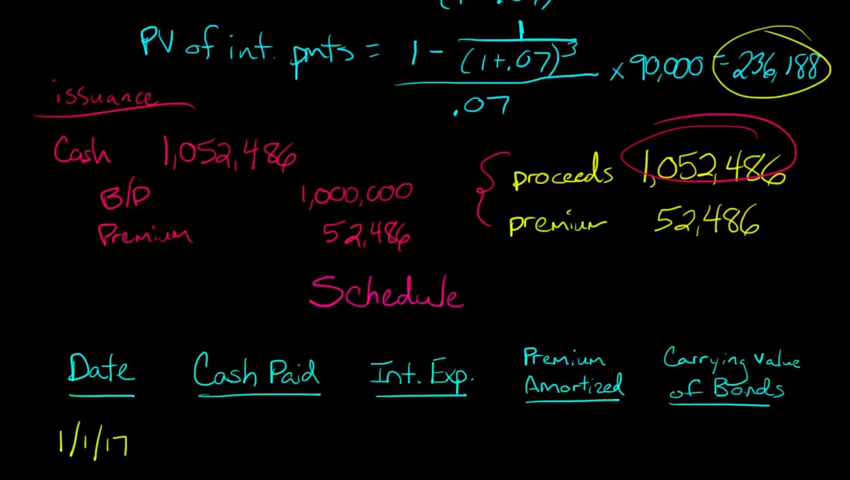 1
PV of int. pmts = 1 - (1+.07)^3 × 90,000 = 236,188
.07
issuance
Cash 1,052,486
B/P 1,000,000
Premium 52,486
proceeds 1,052,486
premium 52,486
Schedule
Date Cash Paid Int. Exp. Premium Amortized Carrying Value of Bonds
1/1/17